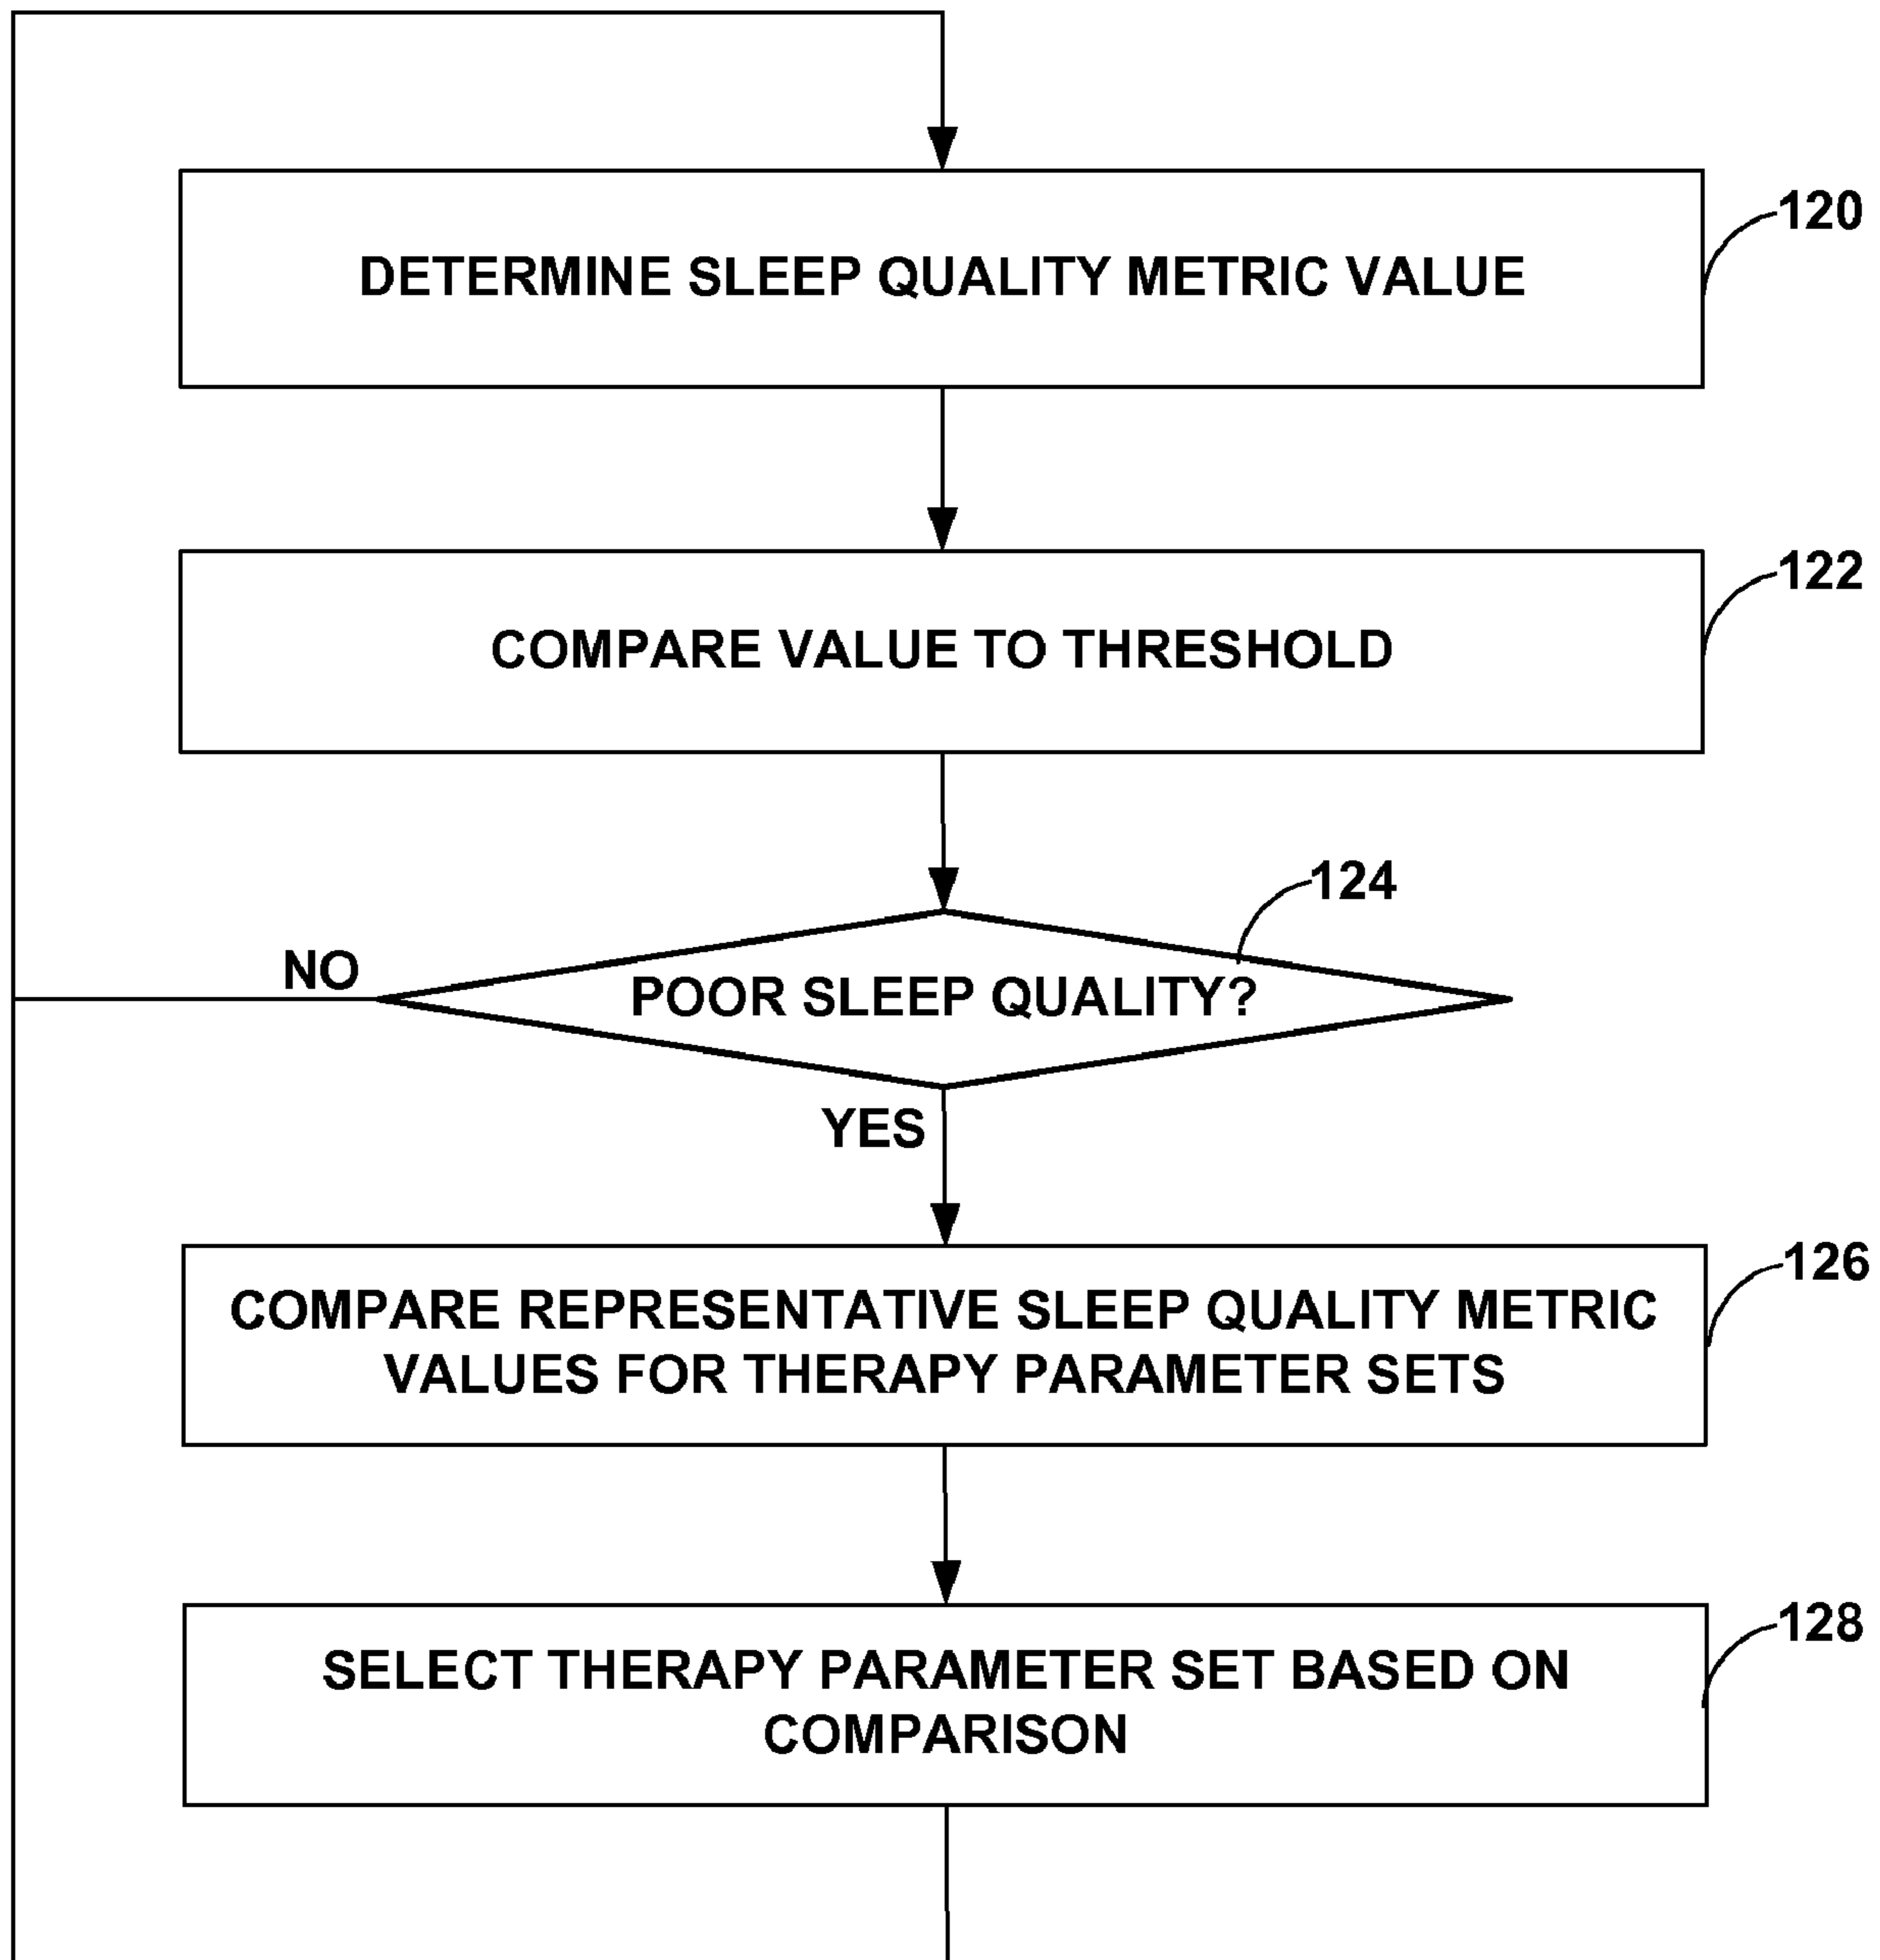 DETERMINE SLEEP QUALITY METRIC VALUE
120
COMPARE VALUE TO THRESHOLD
122
124
NO
POOR SLEEP QUALITY?
YES
COMPARE REPRESENTATIVE SLEEP QUALITY METRIC
VALUES FOR THERAPY PARAMETER SETS
126
SELECT THERAPY PARAMETER SET BASED ON
COMPARISON
128